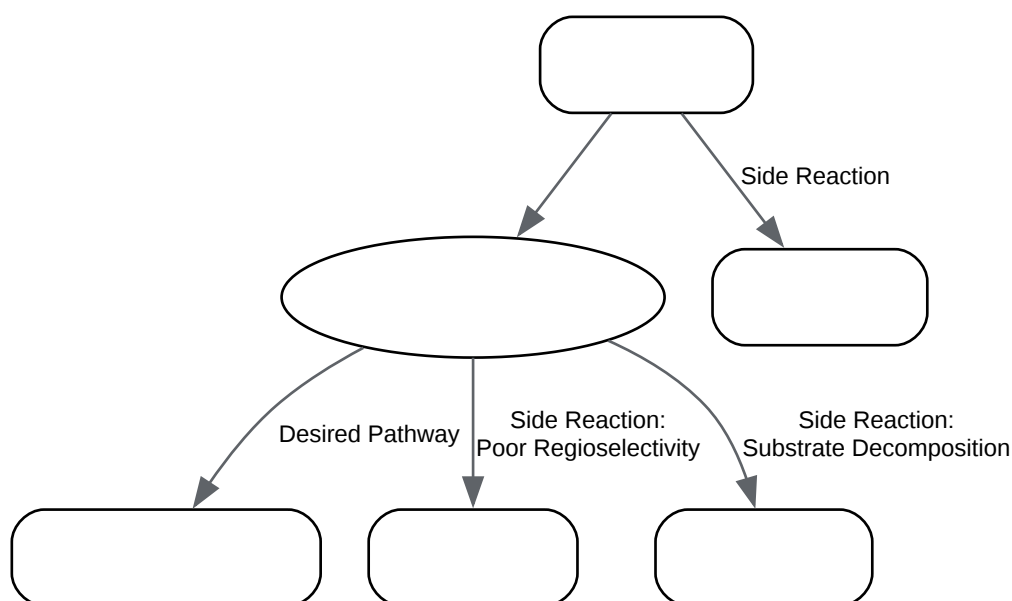 Side Reaction
Desired Pathway
Side Reaction:
Poor Regioselectivity
Side Reaction:
Substrate Decomposition